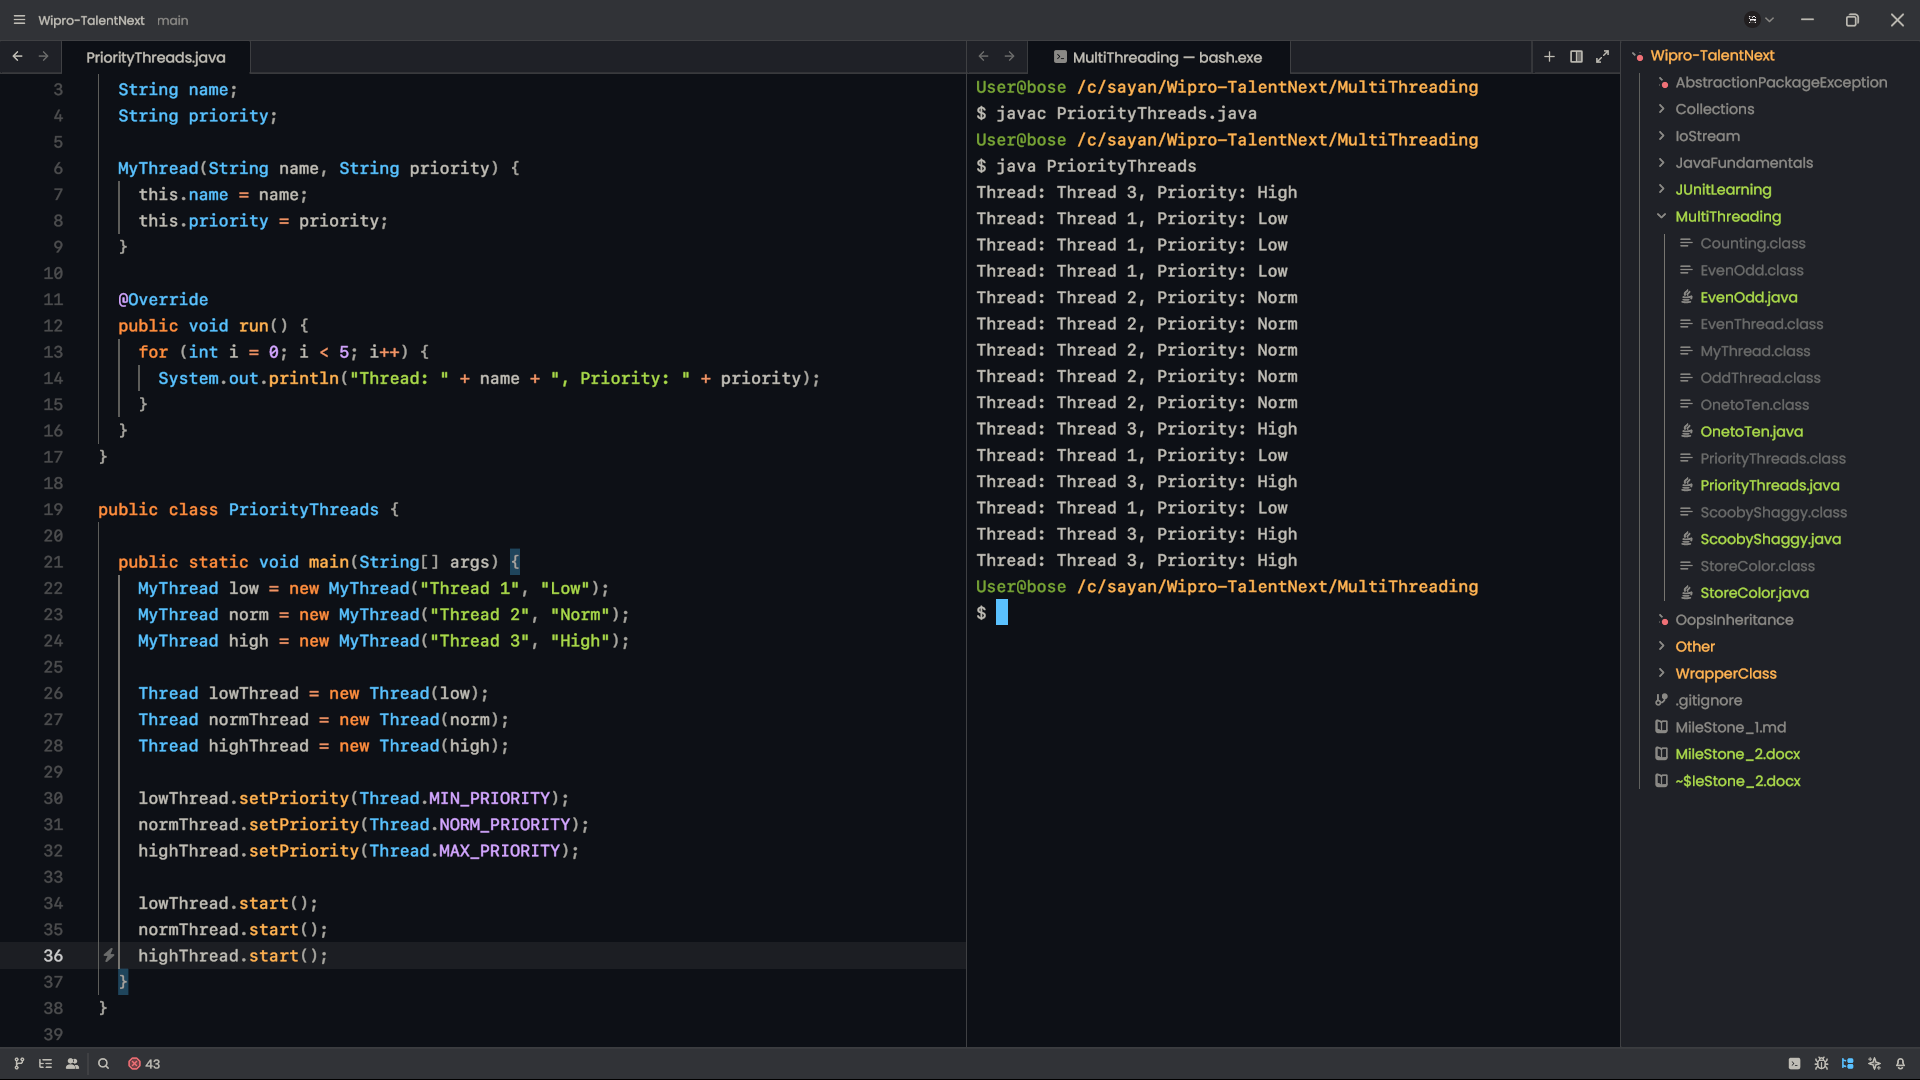 Wipro-TalentNext main
PriorityThreads.java
3 String name;
4 String priority;
5
6 MyThread(String name, String priority) {
7 this.name = name;
8 this.priority = priority;
9 }
10
11 @Override
12 public void run() {
13 for (int i = 0; i < 5; i++) {
14 System.out.println("Thread: " + name + ", Priority: " + priority);
15 }
16 }
17 }
18
19 public class PriorityThreads {
20
21 public static void main(String[] args) {
22 MyThread low = new MyThread("Thread 1", "Low");
23 MyThread norm = new MyThread("Thread 2", "Norm");
24 MyThread high = new MyThread("Thread 3", "High");
25
26 Thread lowThread = new Thread(low);
27 Thread normThread = new Thread(norm);
28 Thread highThread = new Thread(high);
29
30 lowThread.setPriority(Thread.MIN_PRIORITY);
31 normThread.setPriority(Thread.NORM_PRIORITY);
32 highThread.setPriority(Thread.MAX_PRIORITY);
33
34 lowThread.start();
35 normThread.start();
36 highThread.start();
37 }
38 }
39
MultiThreading — bash.exe
User@bose /c/sayan/Wipro-TalentNext/MultiThreading
$ javac PriorityThreads.java
User@bose /c/sayan/Wipro-TalentNext/MultiThreading
$ java PriorityThreads
Thread: Thread 3, Priority: High
Thread: Thread 1, Priority: Low
Thread: Thread 1, Priority: Low
Thread: Thread 1, Priority: Low
Thread: Thread 2, Priority: Norm
Thread: Thread 2, Priority: Norm
Thread: Thread 2, Priority: Norm
Thread: Thread 2, Priority: Norm
Thread: Thread 2, Priority: Norm
Thread: Thread 3, Priority: High
Thread: Thread 1, Priority: Low
Thread: Thread 3, Priority: High
Thread: Thread 1, Priority: Low
Thread: Thread 3, Priority: High
Thread: Thread 3, Priority: High
User@bose /c/sayan/Wipro-TalentNext/MultiThreading
$
Wipro-TalentNext
AbstractionPackageException
Collections
IoStream
JavaFundamentals
JUnitLearning
MultiThreading
Counting.class
EvenOdd.class
EvenOdd.java
EvenThread.class
MyThread.class
OddThread.class
OnetoTen.class
OnetoTen.java
PriorityThreads.class
PriorityThreads.java
ScoobyShaggy.class
ScoobyShaggy.java
StoreColor.class
StoreColor.java
OopsInheritance
Other
WrapperClass
.gitignore
MileStone_1.md
MileStone_2.docx
~$leStone_2.docx
43